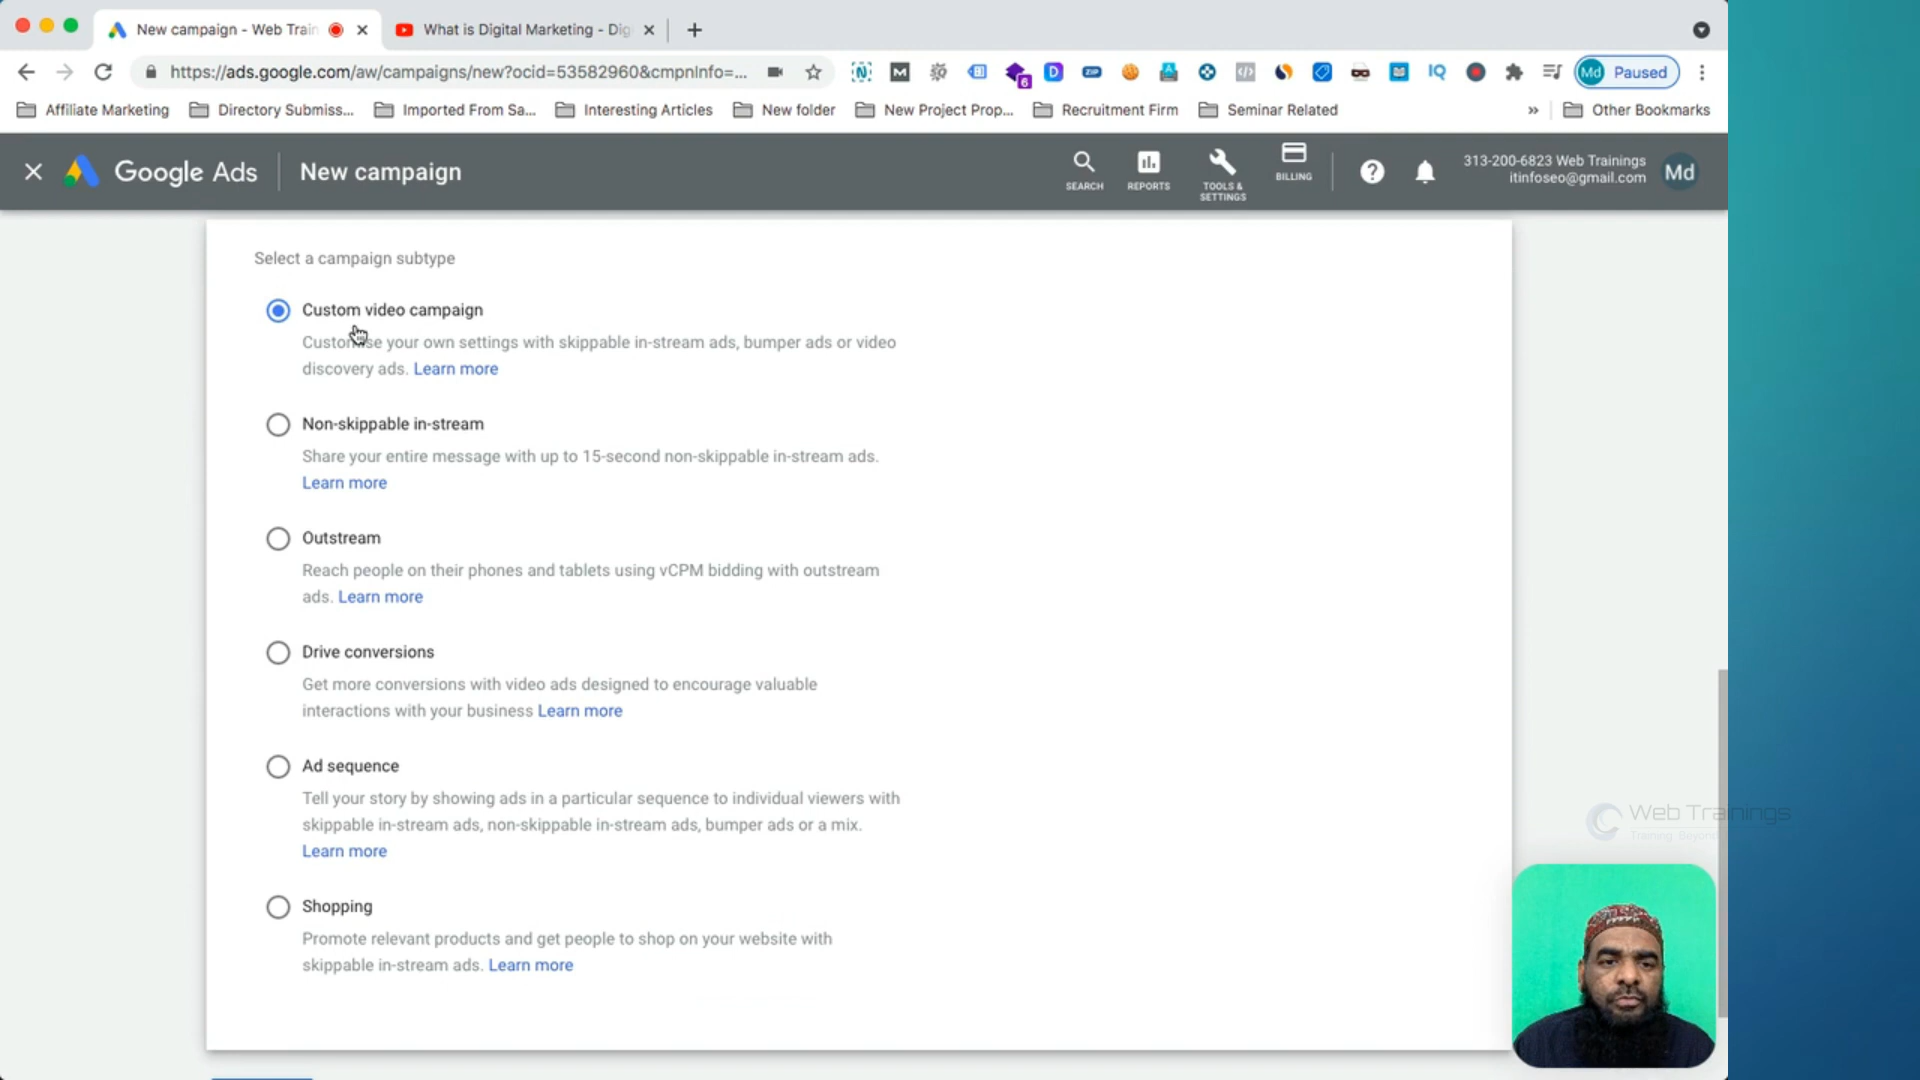 New campaign - Web Train
What is Digital Marketing - Dig
https://ads.google.com/aw/campaigns/new?ocid=53582960&cmpnInfo=...
Md Paused
Affiliate Marketing
Directory Submiss...
Imported From Sa...
Interesting Articles
New folder
New Project Prop...
Recruitment Firm
Seminar Related
»
Other Bookmarks
Google Ads
New campaign
SEARCH
REPORTS
TOOLS &
SETTINGS
BILLING
313-200-6823 Web Trainings
itinfoseo@gmail.com
Md
Select a campaign subtype
Custom video campaign
Customise your own settings with skippable in-stream ads, bumper ads or video
discovery ads. Learn more
Non-skippable in-stream
Share your entire message with up to 15-second non-skippable in-stream ads.
Learn more
Outstream
Reach people on their phones and tablets using vCPM bidding with outstream
ads. Learn more
Drive conversions
Get more conversions with video ads designed to encourage valuable
interactions with your business Learn more
Ad sequence
Tell your story by showing ads in a particular sequence to individual viewers with
skippable in-stream ads, non-skippable in-stream ads, bumper ads or a mix.
Learn more
Shopping
Promote relevant products and get people to shop on your website with
skippable in-stream ads. Learn more
Web Trainings
Training Beyond